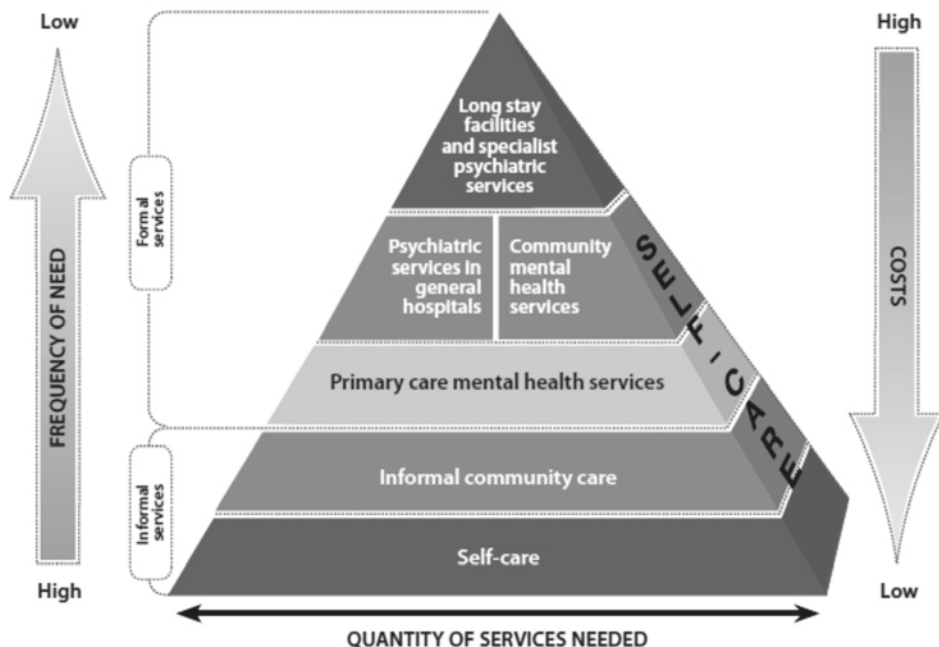 Low
High
Long stay
facilities
and specialist
psychiatric
services
Formal
services
Psychiatric
services in
general
hospitals
Community
mental
health
services
SELF-CARE
FREQUENCY OF NEED
COSTS
Primary care mental health services
Informal
services
Informal community care
Self-care
High
Low
QUANTITY OF SERVICES NEEDED